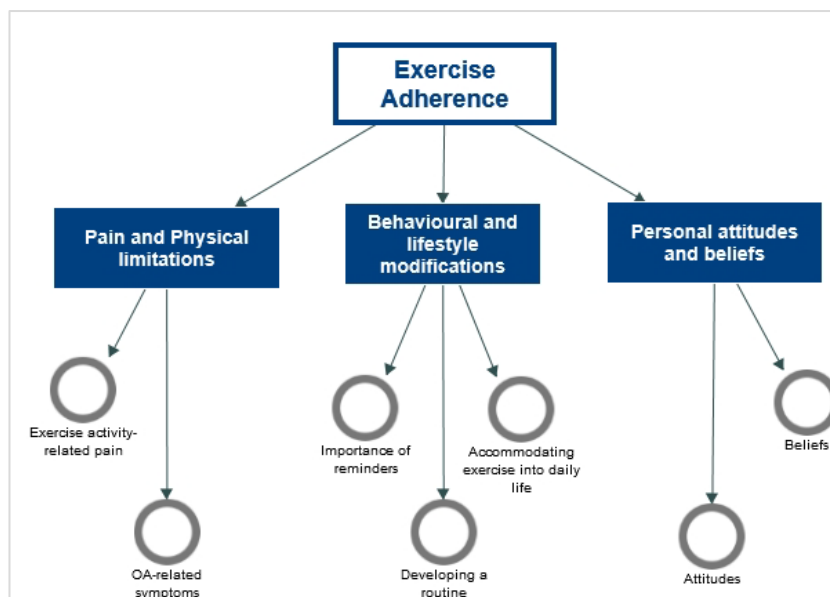 Exercise
Adherence
Pain and Physical
limitations
Behavioural and
lifestyle
modifications
Personal attitudes
and beliefs
Exercise activity-
related pain
Importance of
reminders
Accommodating
exercise into daily
life
Beliefs
OA-related
symptoms
Developing a
routine
Attitudes